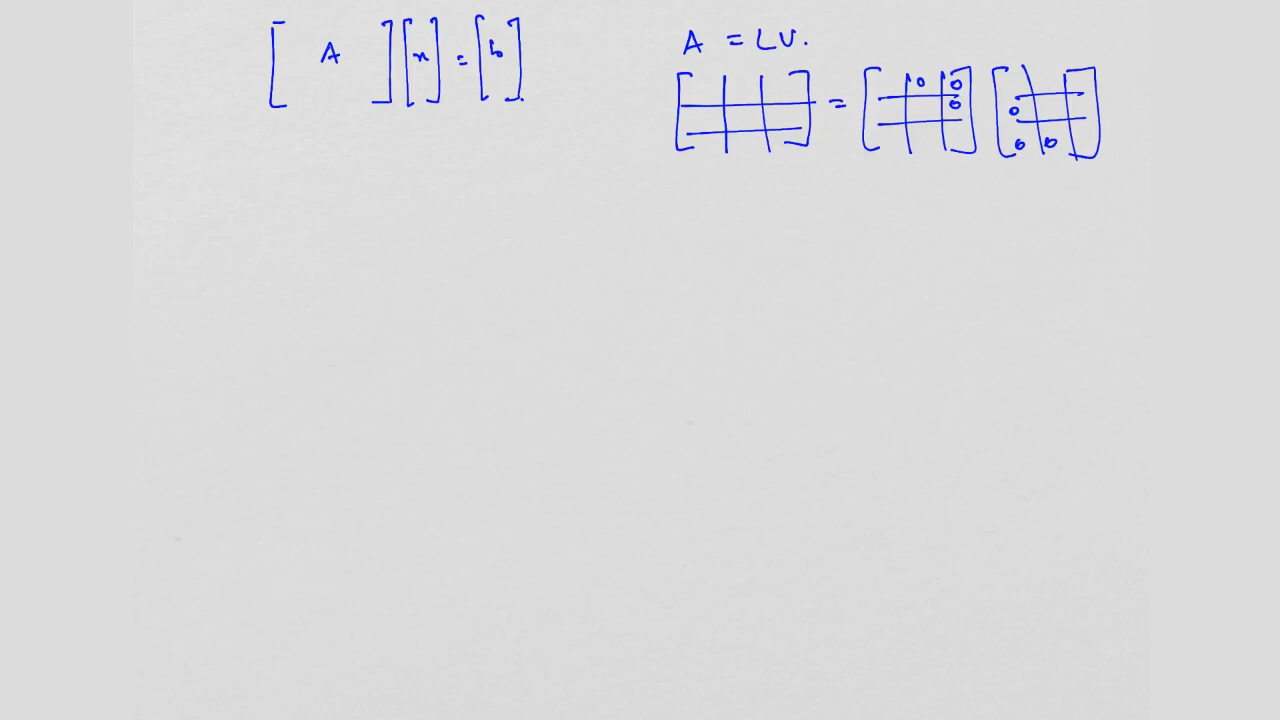 [ A ] [ x ] = [ b ]
A = LU.
[ ] = [ 0 0 0 ] [ 0 0 0 ]